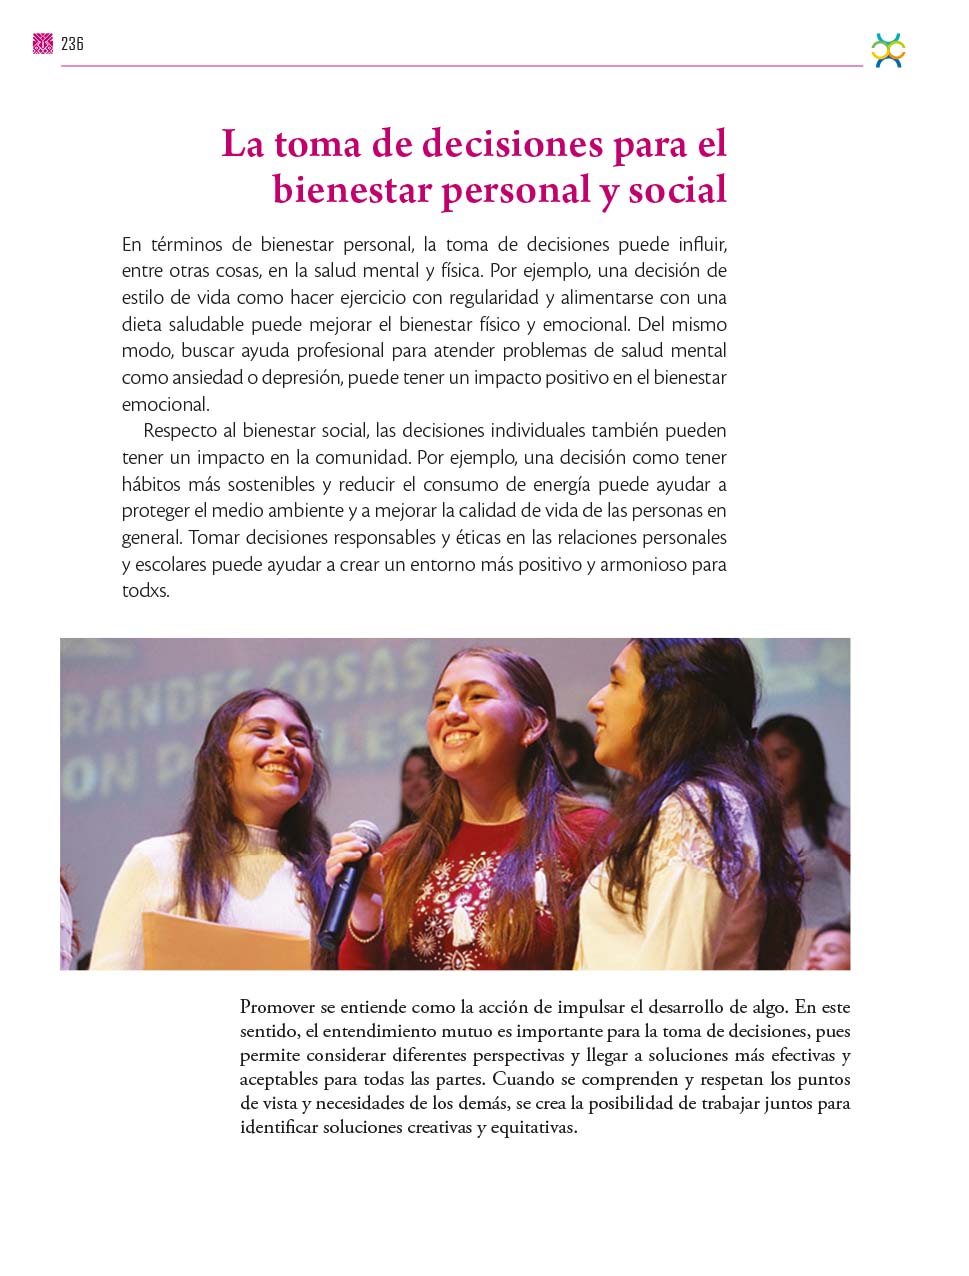 236
La toma de decisiones para el
bienestar personal y social
En términos de bienestar personal, la toma de decisiones puede influir,
entre otras cosas, en la salud mental y física. Por ejemplo, una decisión de
estilo de vida como hacer ejercicio con regularidad y alimentarse con una
dieta saludable puede mejorar el bienestar físico y emocional. Del mismo
modo, buscar ayuda profesional para atender problemas de salud mental
como ansiedad o depresión, puede tener un impacto positivo en el bienestar
emocional.
Respecto al bienestar social, las decisiones individuales también pueden
tener un impacto en la comunidad. Por ejemplo, una decisión como tener
hábitos más sostenibles y reducir el consumo de energía puede ayudar a
proteger el medio ambiente y a mejorar la calidad de vida de las personas en
general. Tomar decisiones responsables y éticas en las relaciones personales
y escolares puede ayudar a crear un entorno más positivo y armonioso para
todxs.
RANDES COSAS
ON
Promover se entiende como la acción de impulsar el desarrollo de algo. En este
sentido, el entendimiento mutuo es importante para la toma de decisiones, pues
permite considerar diferentes perspectivas y llegar a soluciones más efectivas y
aceptables para todas las partes. Cuando se comprenden y respetan los puntos
de vista y necesidades de los demás, se crea la posibilidad de trabajar juntos para
identificar soluciones creativas y equitativas.